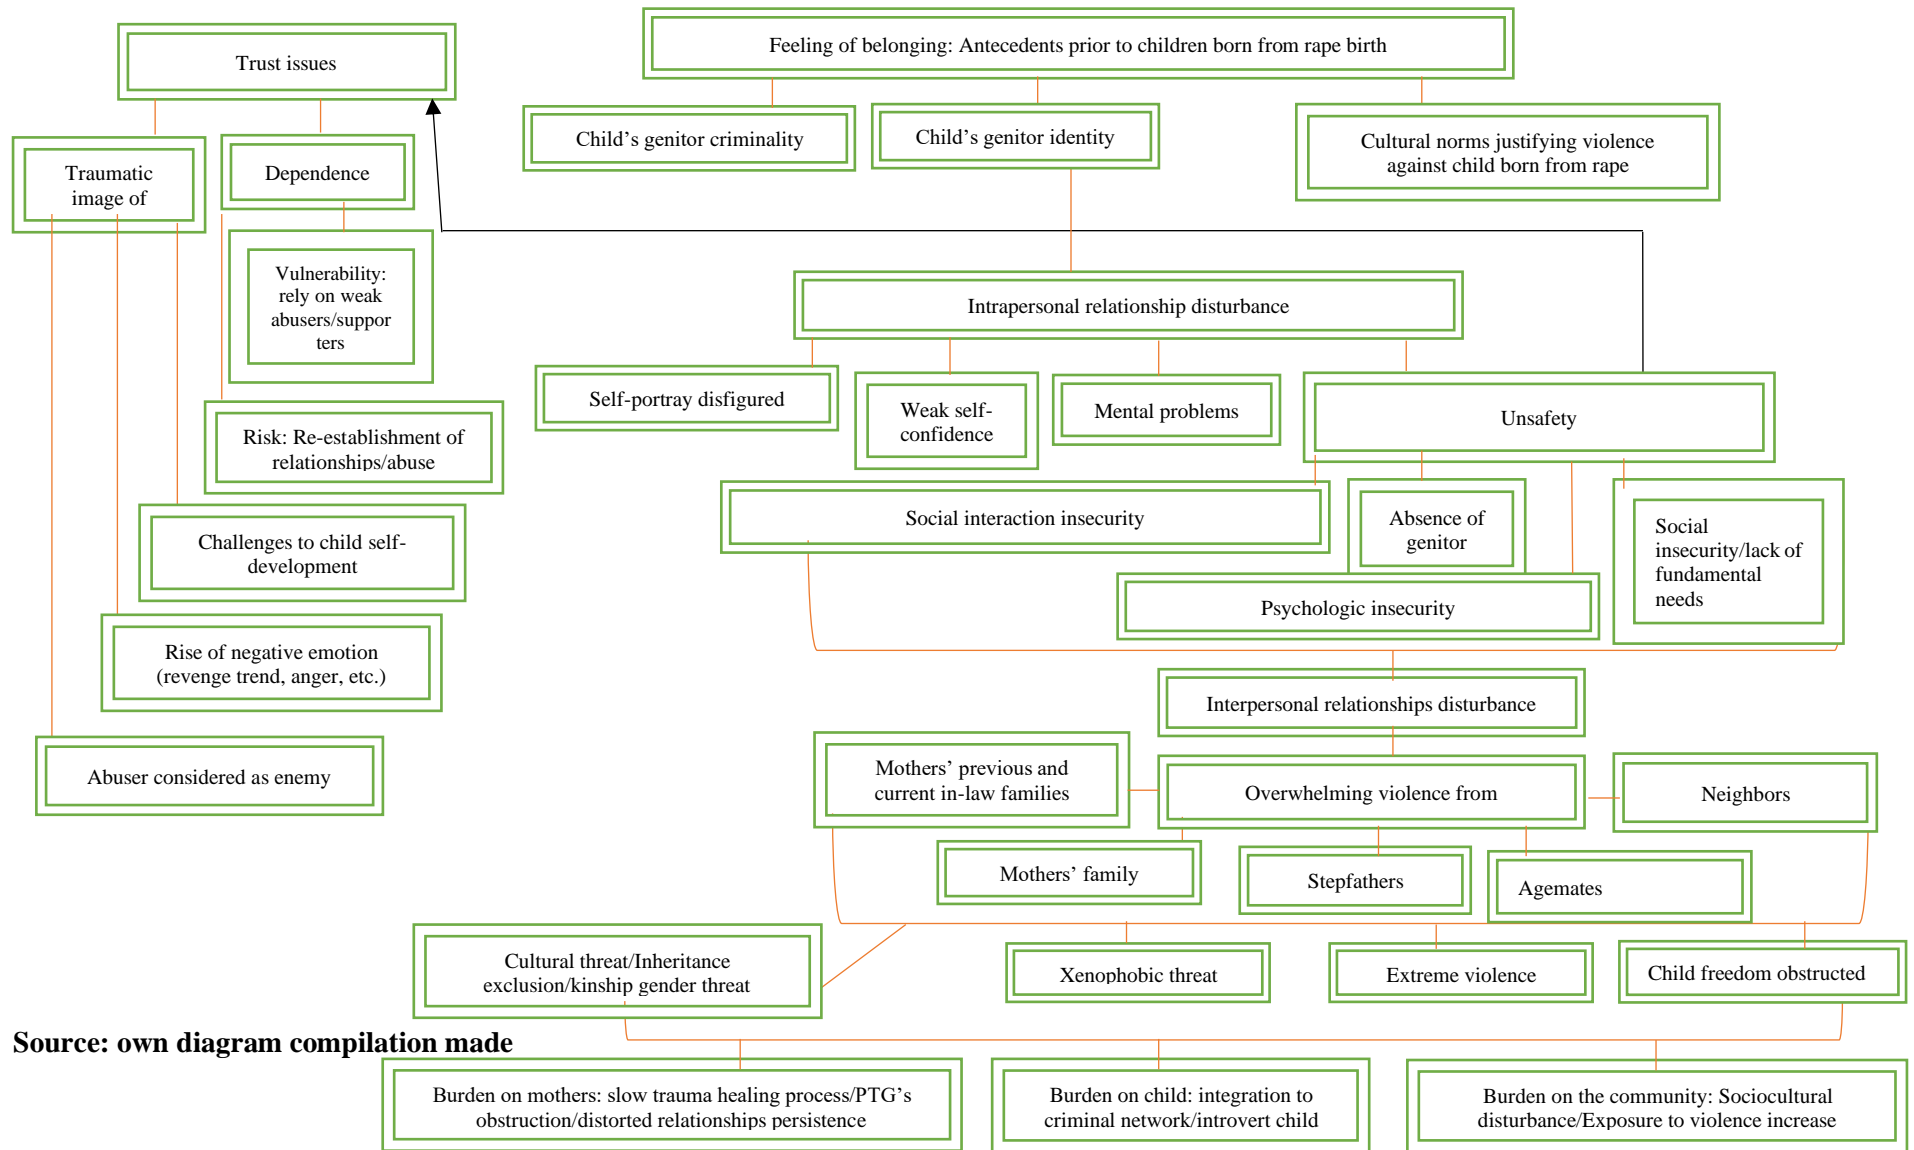 Feeling of belonging: Antecedents prior to children born from rape birth
Trust issues
Child’s genitor criminality
Child’s genitor identity
Cultural norms justifying violence
against child born from rape
Traumatic
image of
Dependence
Vulnerability:
rely on weak
abusers/suppor
ters
Intrapersonal relationship disturbance
Self-portray disfigured
Weak self-
confidence
Mental problems
Unsafety
Risk: Re-establishment of
relationships/abuse
Social interaction insecurity
Absence of
genitor
Social
insecurity/lack of
fundamental
needs
Challenges to child self-
development
Psychologic insecurity
Rise of negative emotion
(revenge trend, anger, etc.)
Interpersonal relationships disturbance
Abuser considered as enemy
Mothers’ previous and
current in-law families
Overwhelming violence from
Neighbors
Mothers’ family
Stepfathers
Agemates
Cultural threat/Inheritance
exclusion/kinship gender threat
Xenophobic threat
Extreme violence
Child freedom obstructed
Source: own diagram compilation made
Burden on mothers: slow trauma healing process/PTG’s
obstruction/distorted relationships persistence
Burden on child: integration to
criminal network/introvert child
Burden on the community: Sociocultural
disturbance/Exposure to violence increase